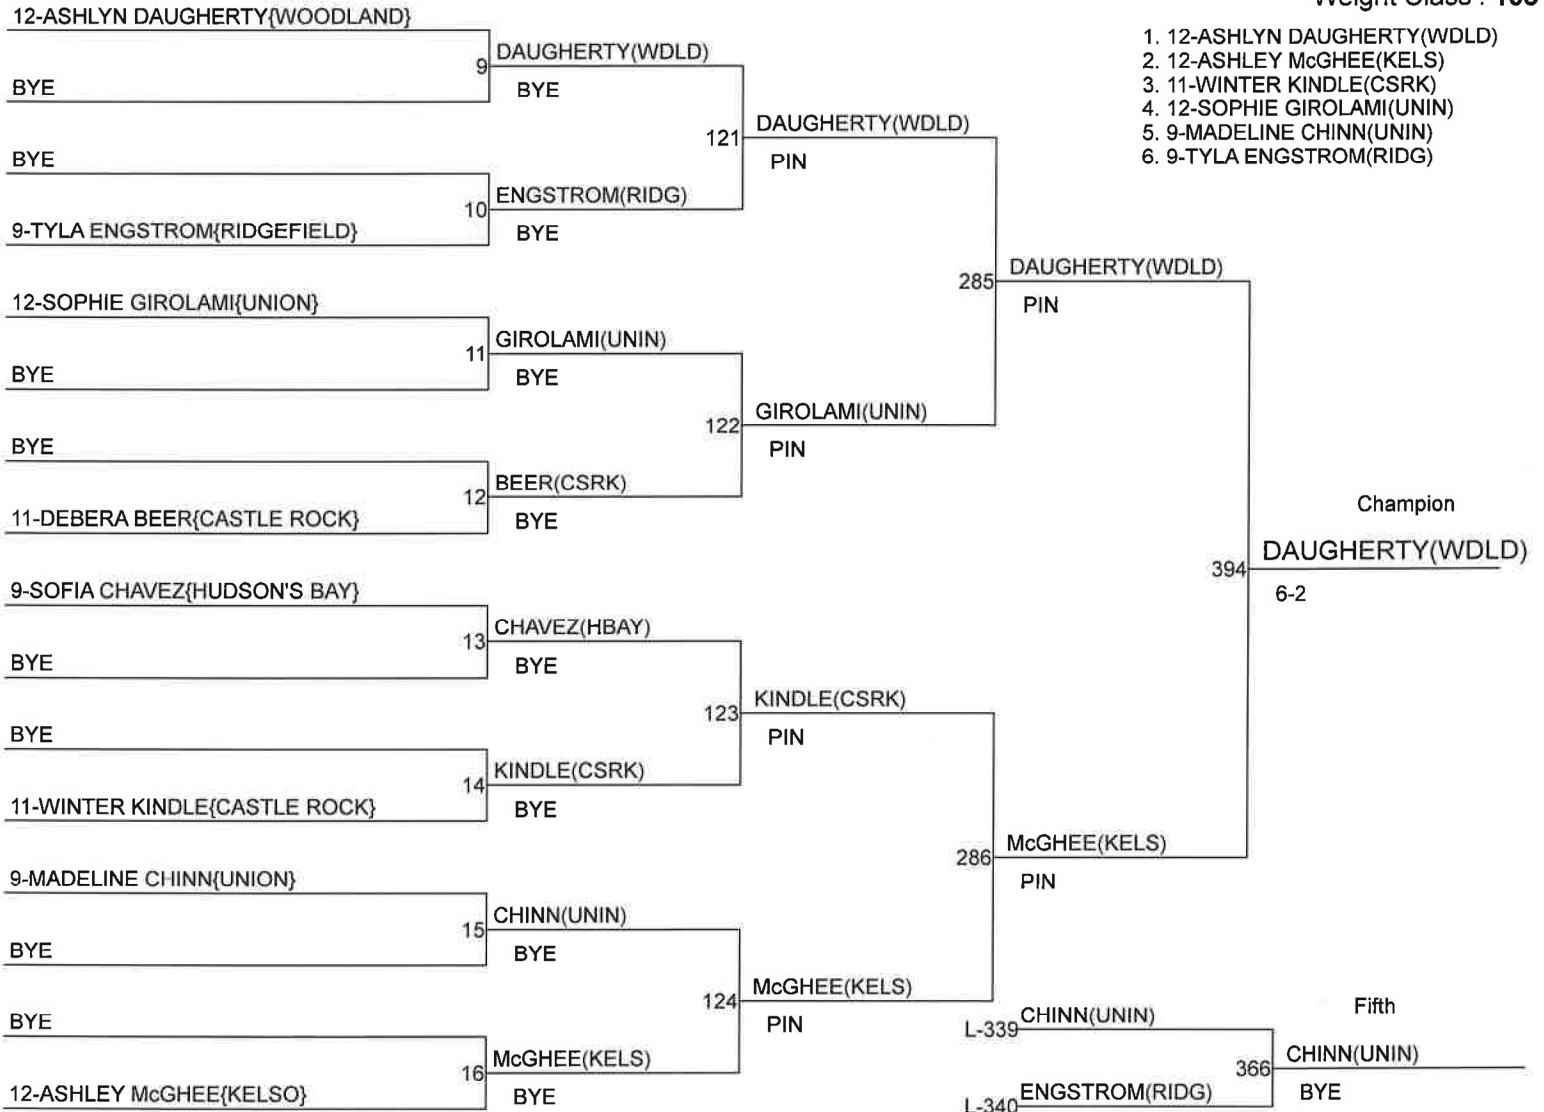 12-ASHLYN DAUGHERTY{WOODLAND}
9
DAUGHERTY(WDLD)
BYE
BYE
121
DAUGHERTY(WDLD)
PIN
BYE
10
ENGSTROM(RIDG)
BYE
9-TYLA ENGSTROM{RIDGEFIELD}
285
DAUGHERTY(WDLD)
PIN
12-SOPHIE GIROLAMI{UNION}
11
GIROLAMI(UNIN)
BYE
BYE
122
GIROLAMI(UNIN)
PIN
BYE
12
BEER(CSRK)
BYE
11-DEBERA BEER{CASTLE ROCK}
Champion
394
DAUGHERTY(WDLD)
6-2
9-SOFIA CHAVEZ{HUDSON'S BAY}
13
CHAVEZ(HBAY)
BYE
BYE
123
KINDLE(CSRK)
PIN
BYE
14
KINDLE(CSRK)
BYE
11-WINTER KINDLE{CASTLE ROCK}
286
McGHEE(KELS)
PIN
9-MADELINE CHINN{UNION}
15
CHINN(UNIN)
BYE
BYE
124
McGHEE(KELS)
PIN
BYE
16
McGHEE(KELS)
BYE
12-ASHLEY McGHEE{KELSO}
1. 12-ASHLYN DAUGHERTY(WDLD)
2. 12-ASHLEY McGHEE(KELS)
3. 11-WINTER KINDLE(CSRK)
4. 12-SOPHIE GIROLAMI(UNIN)
5. 9-MADELINE CHINN(UNIN)
6. 9-TYLA ENGSTROM(RIDG)
Fifth
L-339
CHINN(UNIN)
366
CHINN(UNIN)
BYE
L-340
ENGSTROM(RIDG)